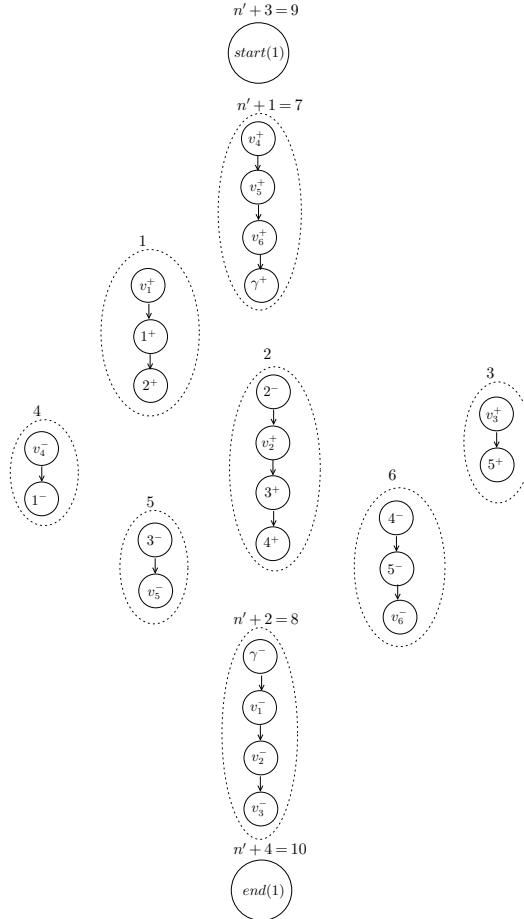 n′ + 3 = 9
start(1)
n′ + 1 = 7
v₄⁺
v₅⁺
v₆⁺
γ⁺
1
v₁⁺
1⁺
2⁺
2
2⁻
v₂⁺
3⁺
4⁺
3
v₃⁺
5⁺
4
v₄⁻
1⁻
5
3⁻
v₅⁻
6
4⁻
5⁻
v₆⁻
n′ + 2 = 8
γ⁻
v₁⁻
v₂⁻
v₃⁻
n′ + 4 = 10
end(1)